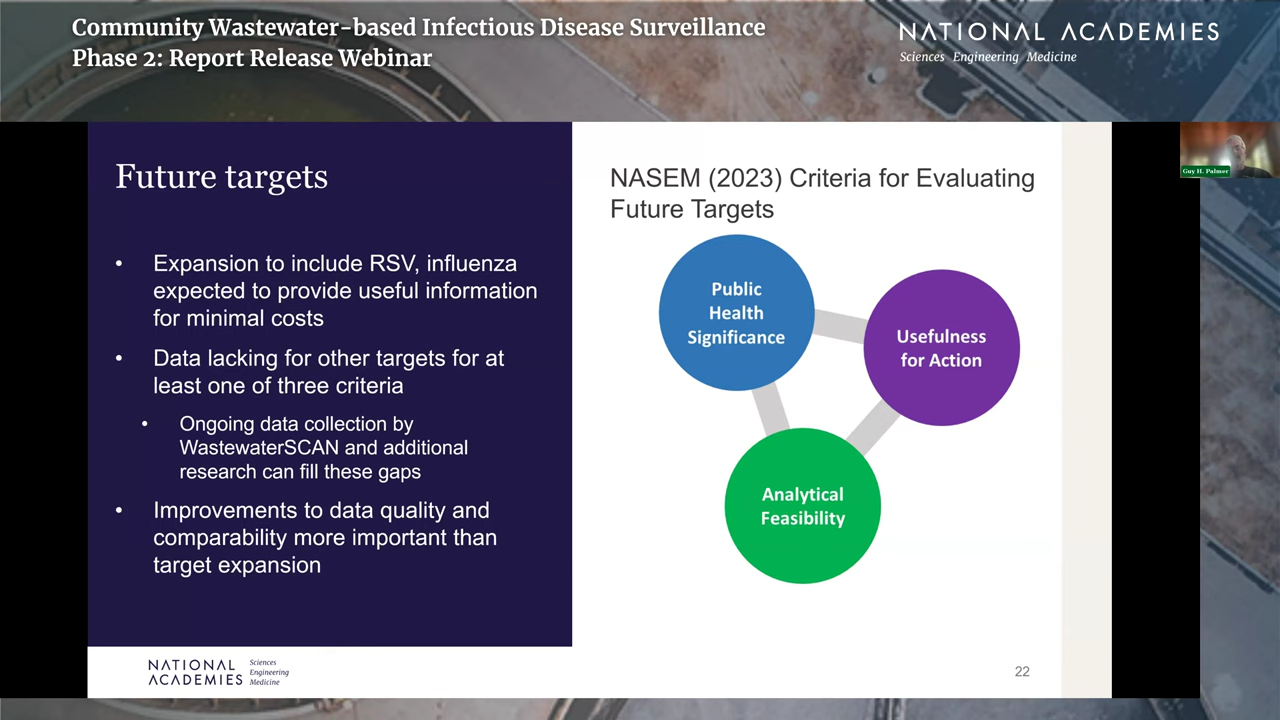 Community Wastewater-based Infectious Disease Surveillance
Phase 2: Report Release Webinar
NATIONAL ACADEMIES
Sciences Engineering Medicine
Guy H. Palmer
Future targets
• Expansion to include RSV, influenza
expected to provide useful information
for minimal costs
• Data lacking for other targets for at
least one of three criteria
• Ongoing data collection by
WastewaterSCAN and additional
research can fill these gaps
• Improvements to data quality and
comparability more important than
target expansion
NASEM (2023) Criteria for Evaluating
Future Targets
Public
Health
Significance
Usefulness
for Action
Analytical
Feasibility
NATIONAL
ACADEMIES
Sciences
Engineering
Medicine
22